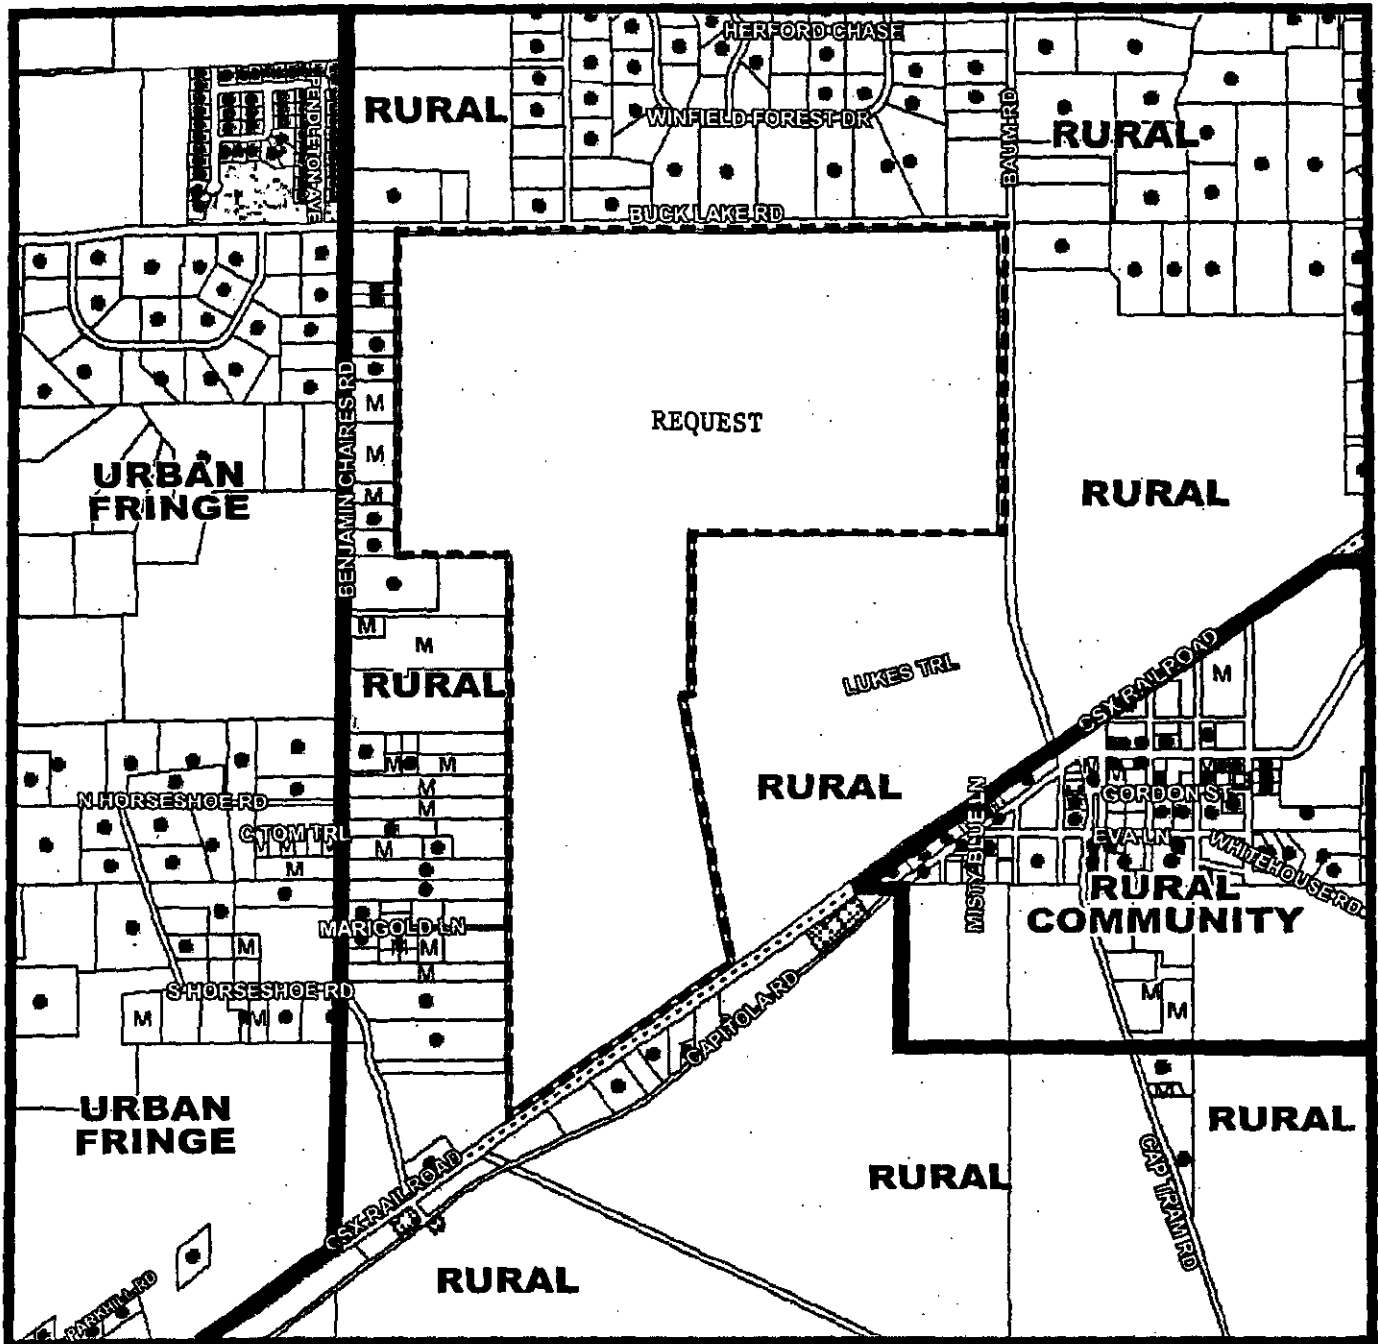 HERFORD CHASE
PENDLETON AVE
RURAL
WINFIELD FOREST DR
BAUM RD
RURAL
BUCK LAKE RD
BENJAMIN CHAIRES RD
M
REQUEST
M
URBAN
FRINGE
M
RURAL
M
M
RURAL
LUKES TRL
CSX RAILROAD
M
M
M
M
M
RURAL
M
M
N HORSESHOE RD
GORDON ST
C TOM TRL
M
M
MISTY BLUE LN
EVA LN
WHITEHOUSE RD
M
RURAL
COMMUNITY
MARIGOLD LN
M
M
M
M
S HORSESHOE RD
CAPITOLA RD
M
M
M
M
M
URBAN
FRINGE
RURAL
CSX RAILROAD
RURAL
CAP TRAM RD
RURAL
PARKHILL RD